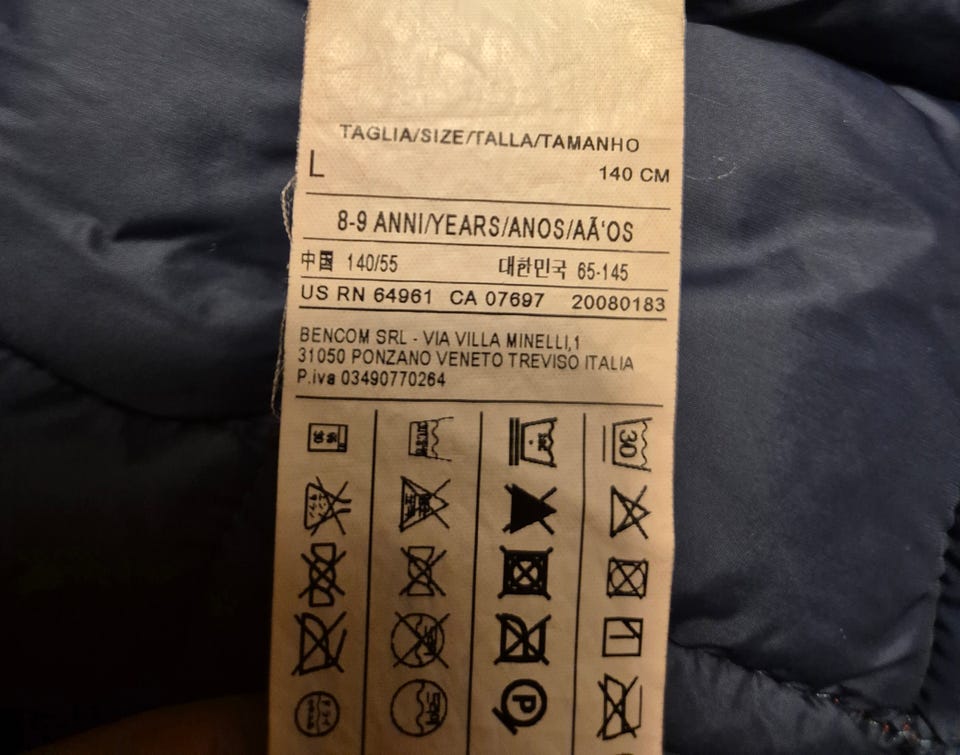 TAGLIA/SIZE/TALLA/TAMANHO
L 140 CM
8-9 ANNI/YEARS/ANOS/AÃ'OS
中国 140/55 대한민국 65-145
US RN 64961 CA 07697 20080183
BENCOM SRL - VIA VILLA MINELLI,1
31050 PONZANO VENETO TREVISO ITALIA
P.iva 03490770264
30
P